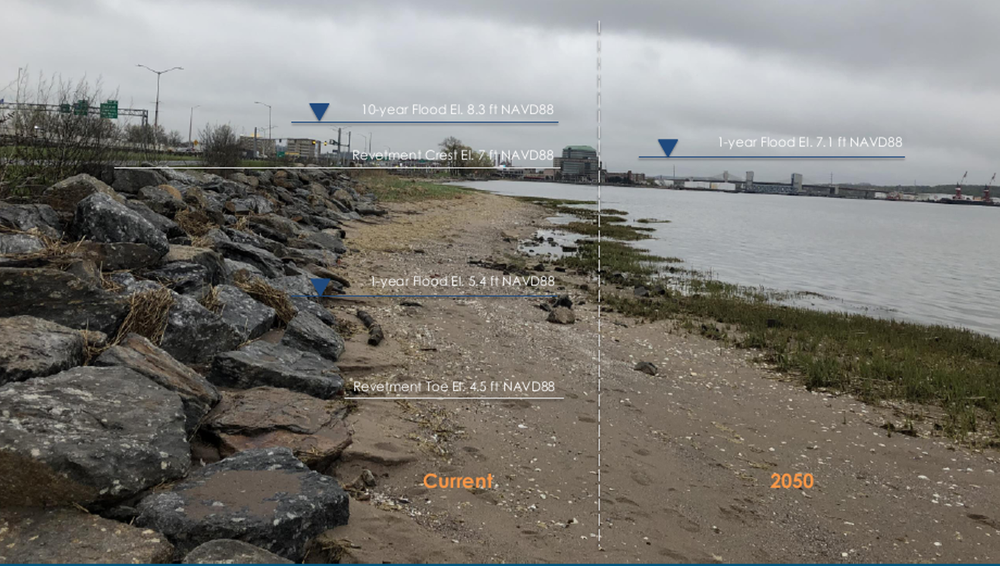 10-year Flood El. 8.3 ft NAVD88
1-year Flood El. 7.1 ft NAVD88
Revetment Crest El. 7 ft NAVD88
1-year Flood El. 5.4 ft NAVD88
Revetment Toe El. 4.5 ft NAVD88
Current
2050